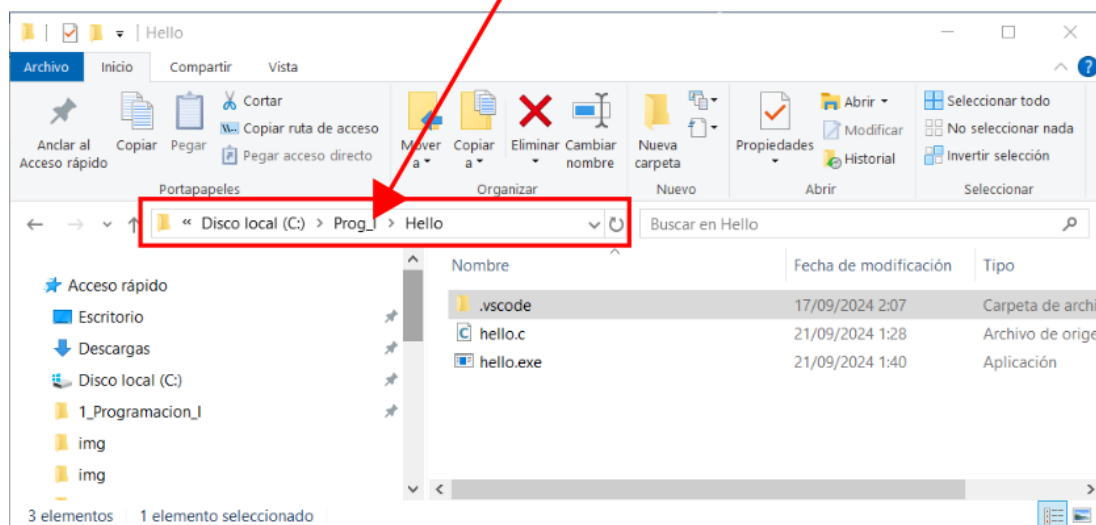 Hello
Archivo Inicio Compartir Vista
Anclar al Acceso rápido
Copiar
Pegar
Cortar
Copiar ruta de acceso
Pegar acceso directo
Portapapeles
Mover a
Copiar a
Eliminar
Cambiar nombre
Organizar
Nueva carpeta
Nuevo
Propiedades
Abrir
Modificar
Historial
Abrir
Seleccionar todo
No seleccionar nada
Invertir selección
Seleccionar
« Disco local (C:) > Prog_I > Hello
Buscar en Hello
Nombre Fecha de modificación Tipo
.vscode 17/09/2024 2:07 Carpeta de archi
hello.c 21/09/2024 1:28 Archivo de orige
hello.exe 21/09/2024 1:40 Aplicación
Acceso rápido
Escritorio
Descargas
Disco local (C:)
1_Programacion_I
img
img
3 elementos 1 elemento seleccionado